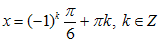 x = (−1)^k π/6 + πk, k ∈ Z